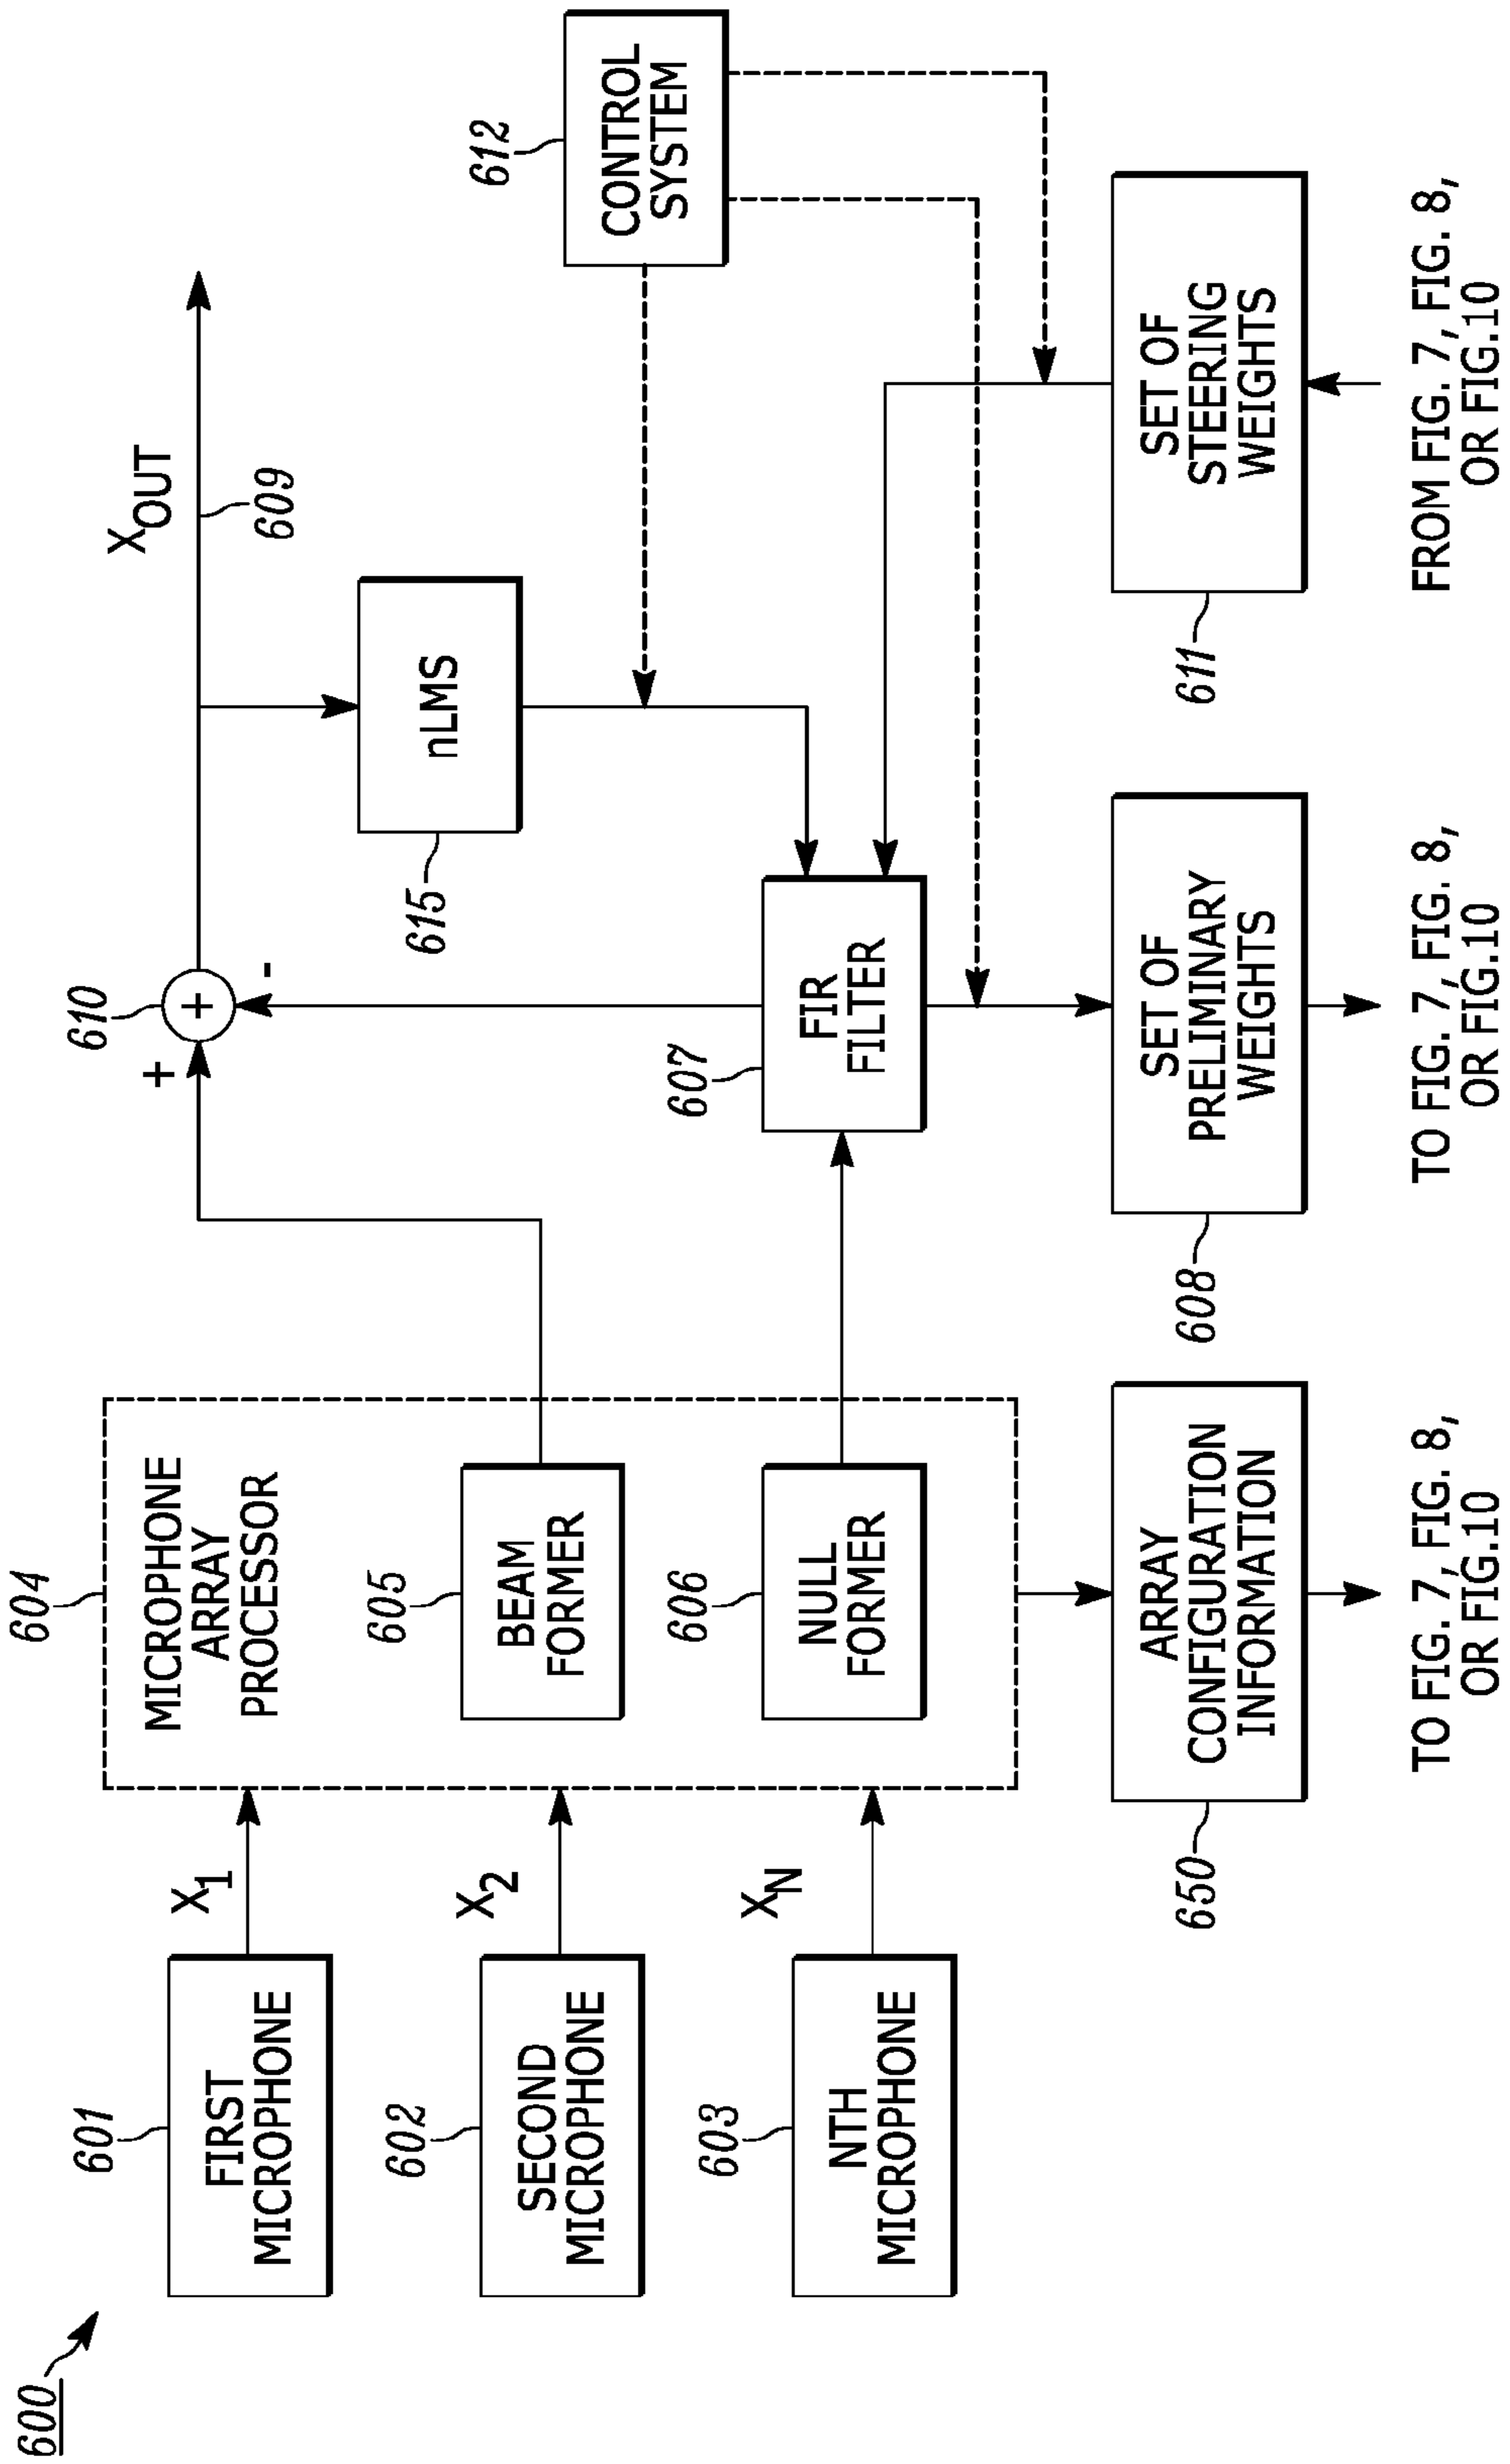 600
601
FIRST
MICROPHONE
X1
602
SECOND
MICROPHONE
X2
603
NTH
MICROPHONE
XN
604
MICROPHONE
ARRAY
PROCESSOR
605
BEAM
FORMER
606
NULL
FORMER
650
ARRAY
CONFIGURATION
INFORMATION
TO FIG. 7, FIG. 8,
OR FIG.10
610
+
+
-
607
FIR
FILTER
608
SET OF
PRELIMINARY
WEIGHTS
TO FIG. 7, FIG. 8,
OR FIG.10
XOUT
609
615
nLMS
612
CONTROL
SYSTEM
611
SET OF
STEERING
WEIGHTS
FROM FIG. 7, FIG. 8,
OR FIG.10